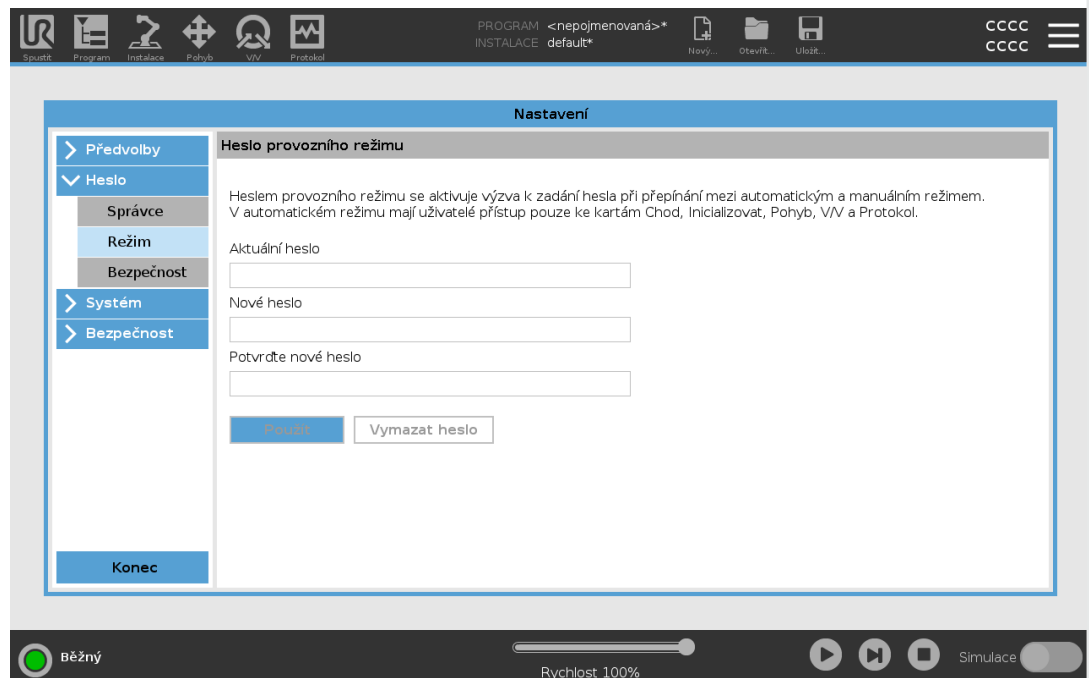 UR
Spustit Program Instalace Pohyb V/V Protokol
PROGRAM <nepojmenovaná>*
INSTALACE default*
Nový... Otevřít... Uložit...
CCCC
CCCC
Nastavení
Předvolby
Heslo
Správce
Režim
Bezpečnost
Systém
Bezpečnost
Konec
Heslo provozního režimu
Heslem provozního režimu se aktivuje výzva k zadání hesla při přepínání mezi automatickým a manuálním režimem.
V automatickém režimu mají uživatelé přístup pouze ke kartám Chod, Inicializovat, Pohyb, V/V a Protokol.
Aktuální heslo
Nové heslo
Potvrďte nové heslo
Použít Vymazat heslo
Běžný
Rychlost 100%
Simulace